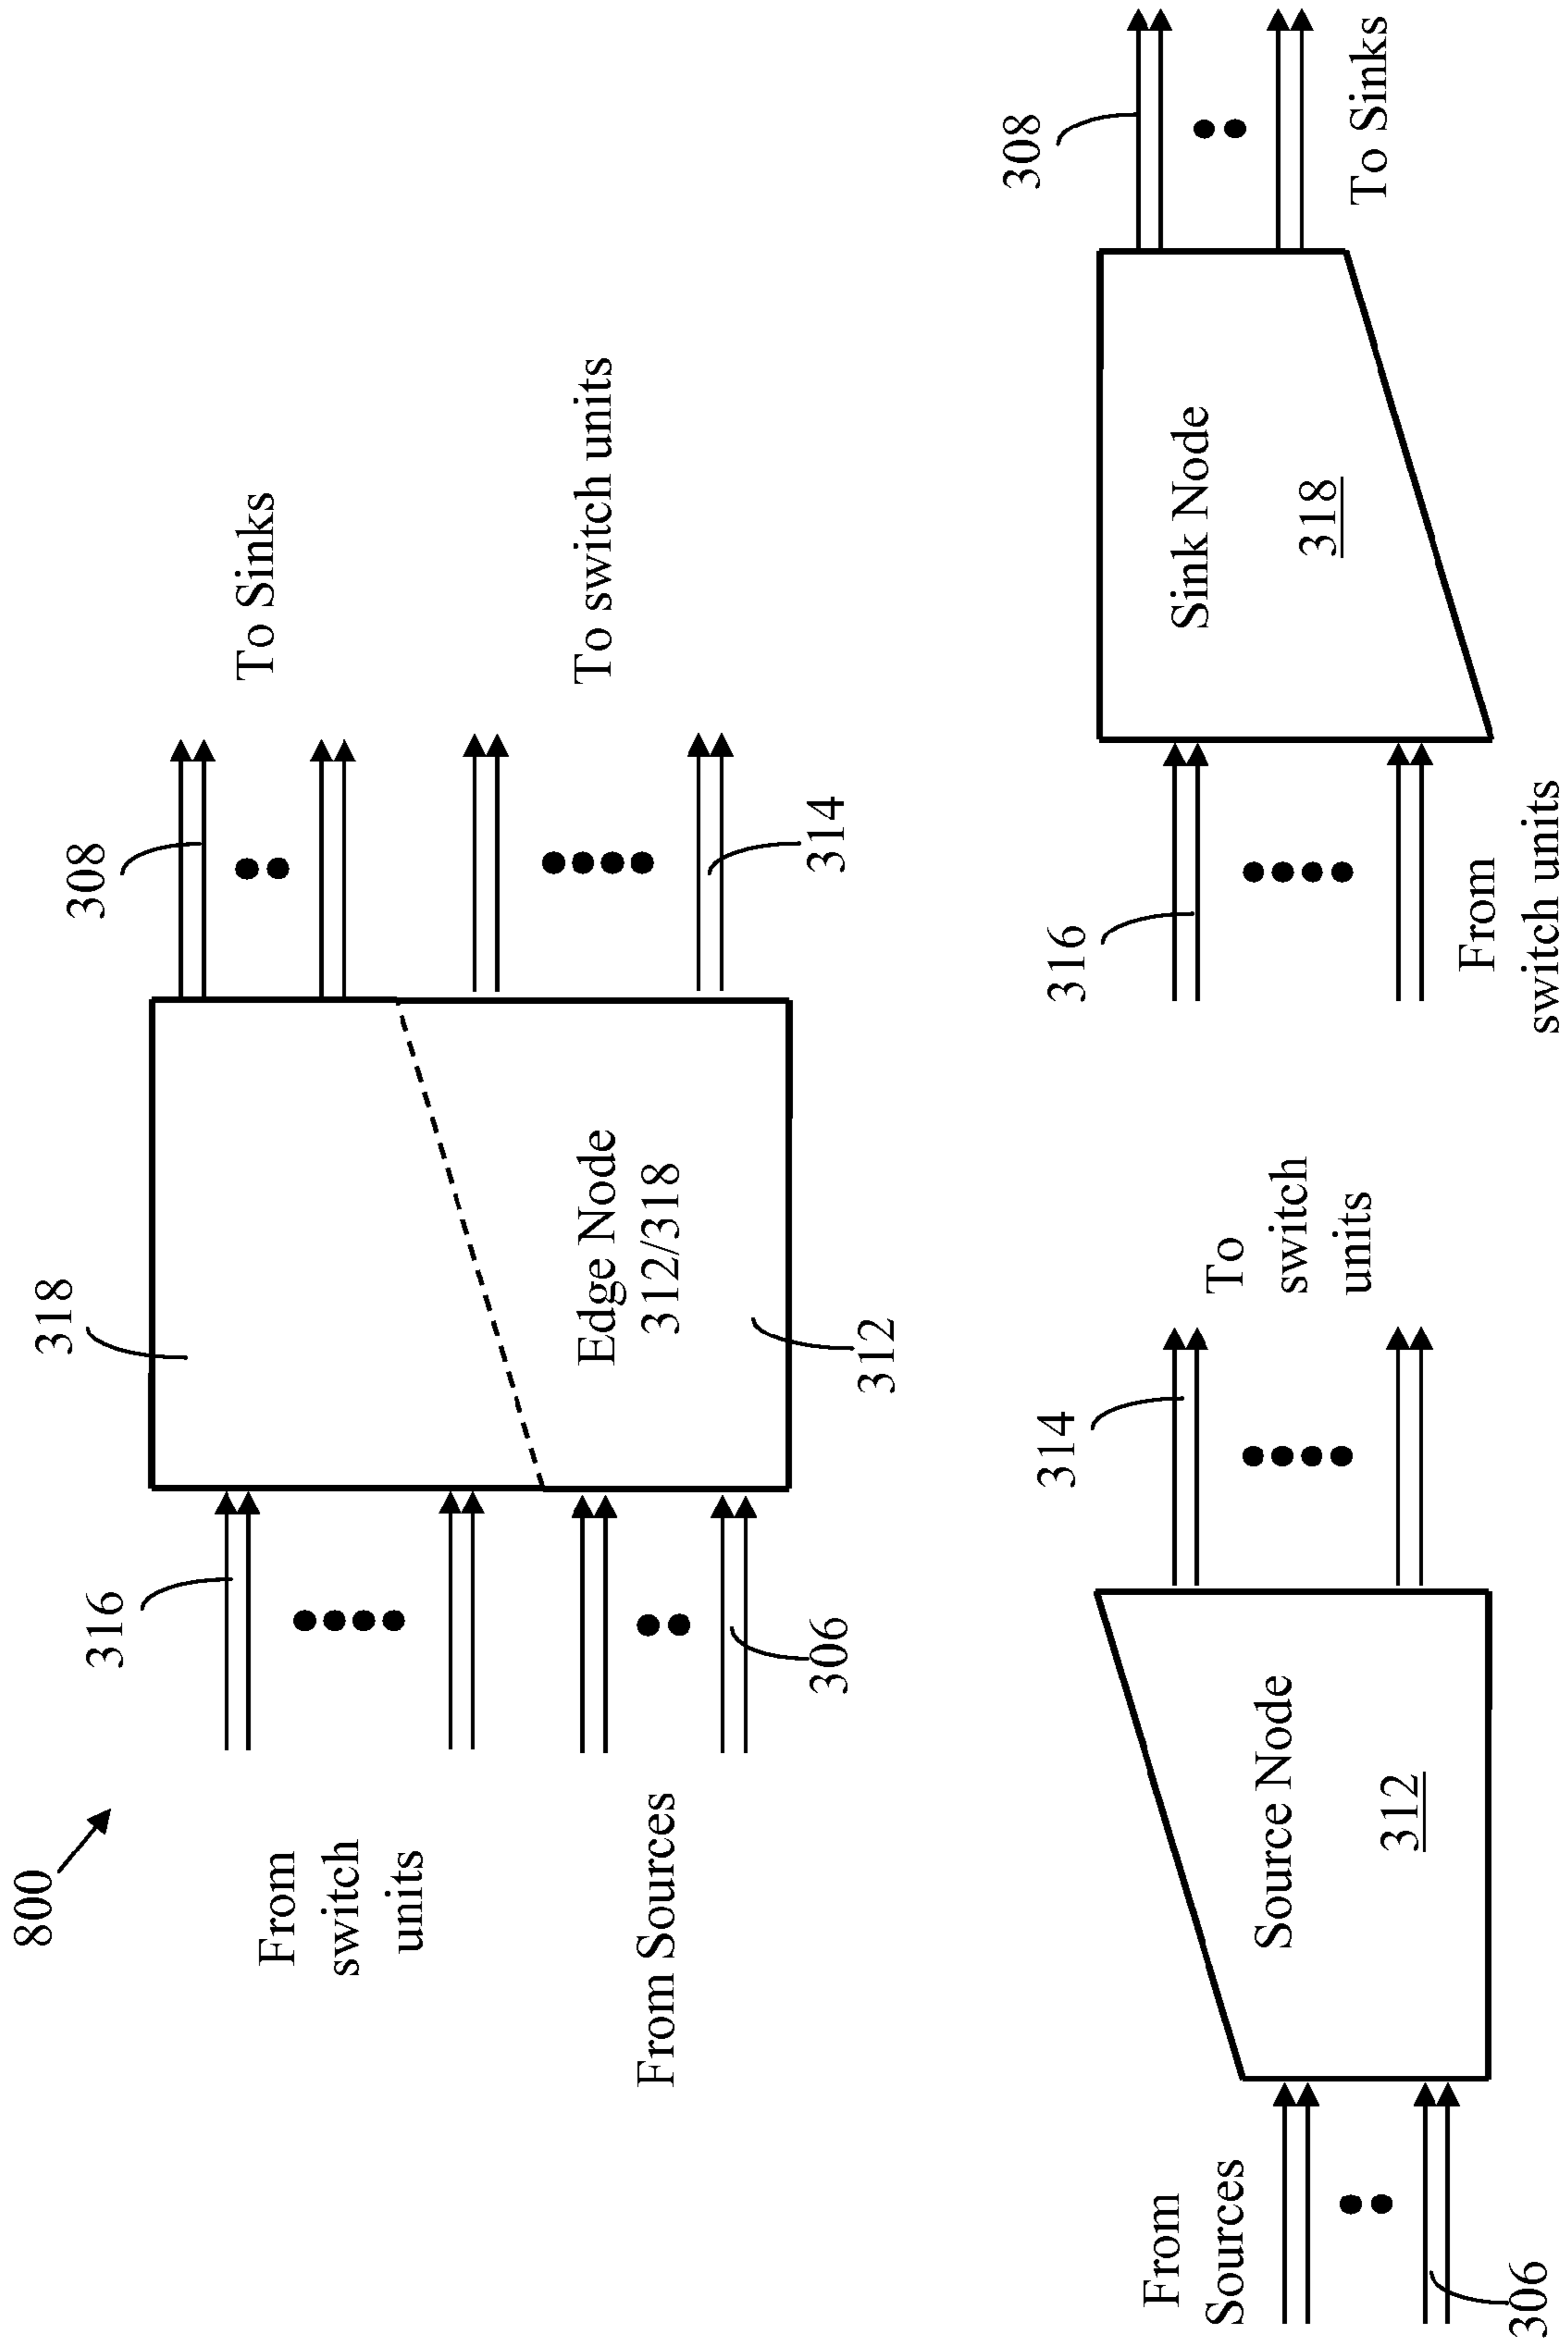 800
318
316
308
From
switch
units
To Sinks
To switch units
Edge Node
312/318
From Sources
306
312
314
From
Sources
306
Source Node
312
314
To
switch
units
316
From
switch units
Sink Node
318
308
To Sinks